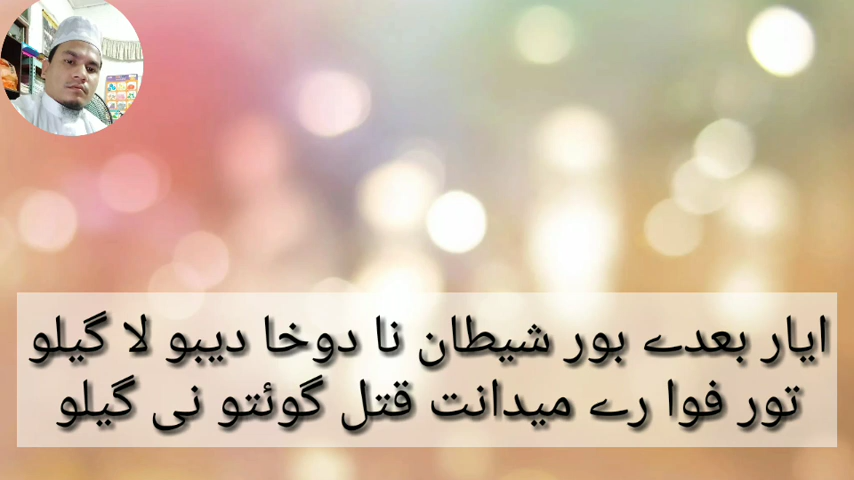 ایار بعدے بور شیطان نا دوخا دیبو لا گیلو
تور فوا رے میدانت قتل گوئتو نی گیلو